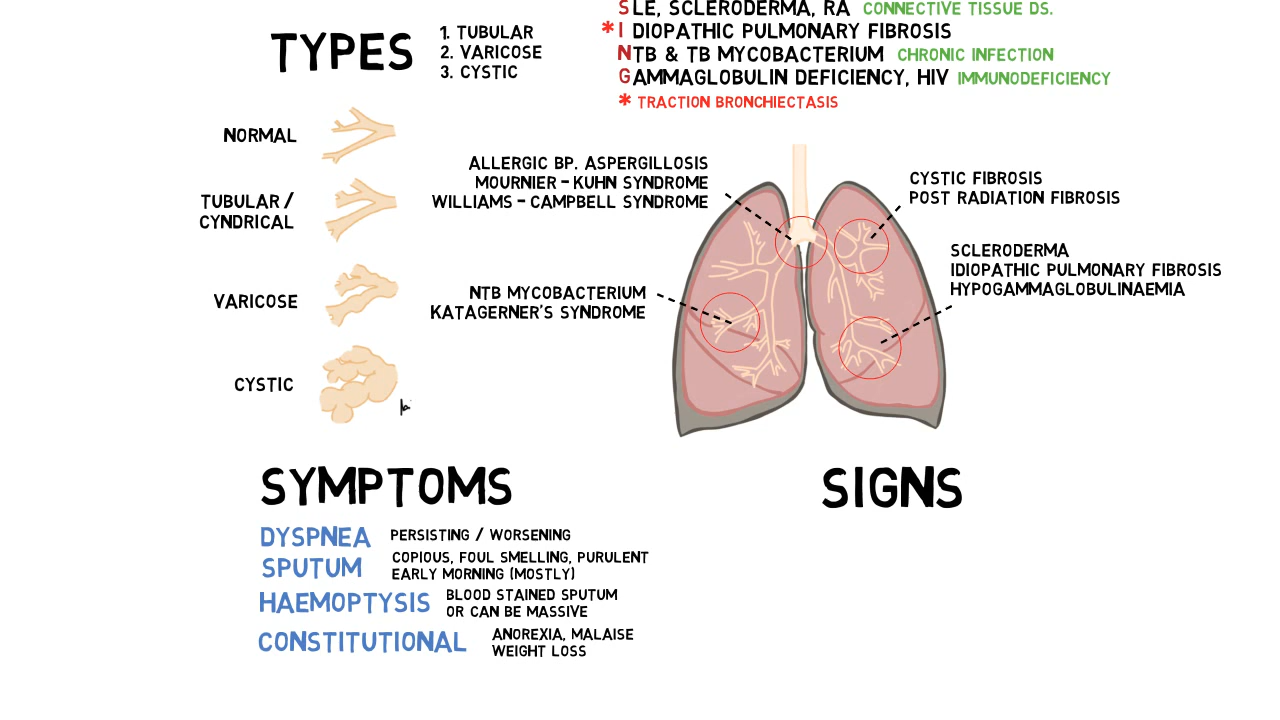 SLE, SCLERODERMA, RA CONNECTIVE TISSUE DS.
*IDIOPATHIC PULMONARY FIBROSIS
NTB & TB MYCOBACTERIUM CHRONIC INFECTION
GAMMAGLOBULIN DEFICIENCY, HIV IMMUNODEFICIENCY
* TRACTION BRONCHIECTASIS
TYPES
1. TUBULAR
2. VARICOSE
3. CYSTIC
NORMAL
TUBULAR /
CYNDRICAL
VARICOSE
CYSTIC
ALLERGIC BP. ASPERGILLOSIS
MOURNIER - KUHN SYNDROME
WILLIAMS - CAMPBELL SYNDROME
NTB MYCOBACTERIUM
KATAGERNER'S SYNDROME
CYSTIC FIBROSIS
POST RADIATION FIBROSIS
SCLERODERMA
IDIOPATHIC PULMONARY FIBROSIS
HYPOGAMMAGLOBULINAEMIA
SYMPTOMS
DYSPNEA PERSISTING / WORSENING
SPUTUM COPIOUS, FOUL SMELLING, PURULENT
EARLY MORNING (MOSTLY)
HAEMOPTYSIS BLOOD STAINED SPUTUM
OR CAN BE MASSIVE
CONSTITUTIONAL ANOREXIA, MALAISE
WEIGHT LOSS
SIGNS